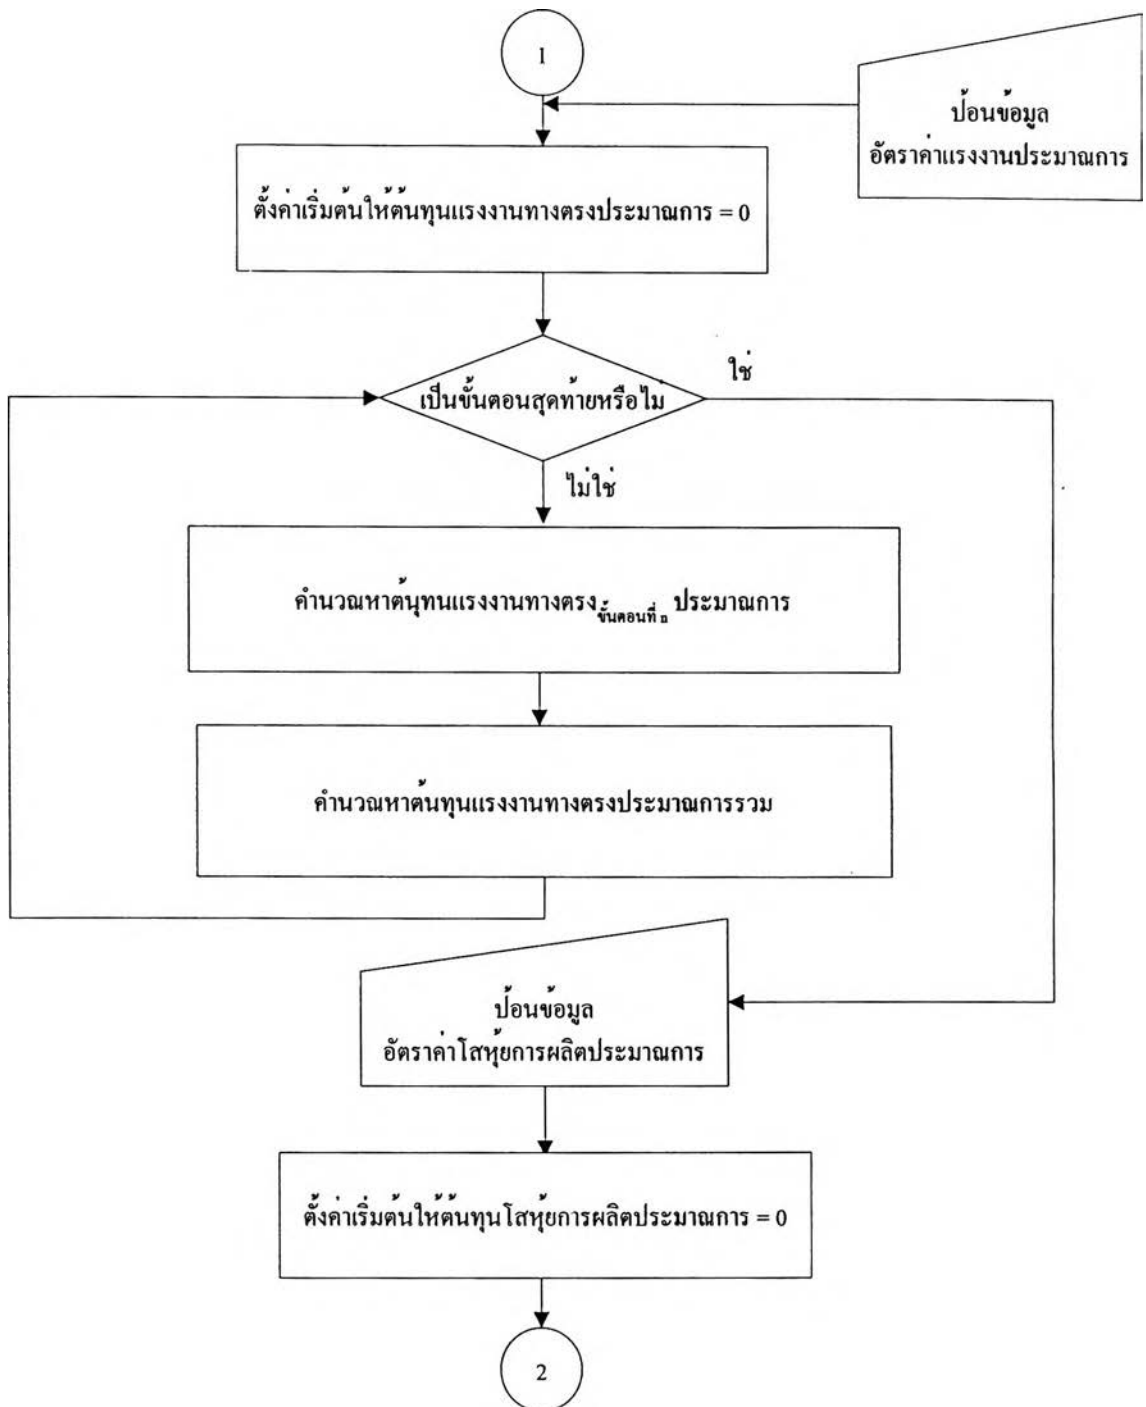 1
ป้อนข้อมูล
อัตราค่าแรงงานประมาณการ
ตั้งค่าเริ่มต้นให้ต้นทุนแรงงานทางตรงประมาณการ = 0
เป็นขั้นตอนสุดท้ายหรือไม่
ใช่
ไม่ใช่
คำนวณหาต้นุทนแรงงานทางตรงขั้นตอนที่ n ประมาณการ
คำนวณหาต้นทุนแรงงานทางตรงประมาณการรวม
ป้อนข้อมูล
อัตราค่าโสหุ้ยการผลิตประมาณการ
ตั้งค่าเริ่มต้นให้ต้นทุนโสหุ้ยการผลิตประมาณการ = 0
2